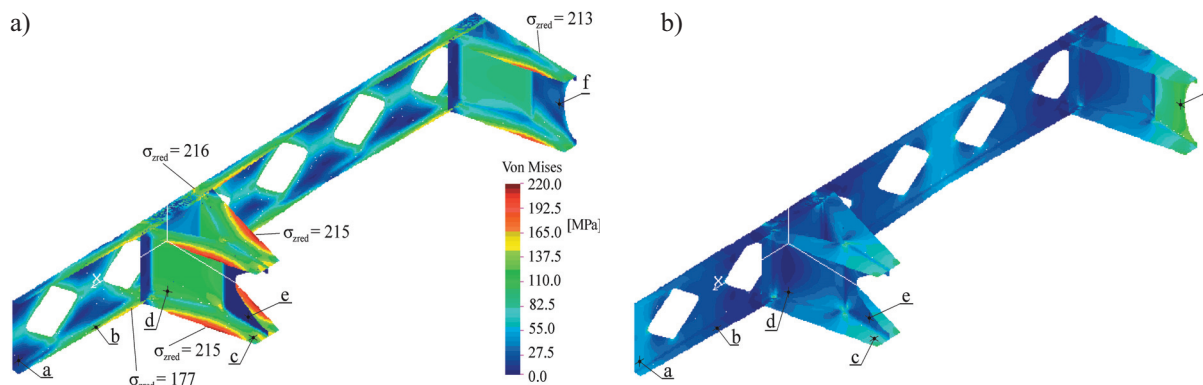 a)
σzred = 213
f
σzred = 216
Von Mises
220.0
192.5
[MPa]
165.0
137.5
110.0
82.5
55.0
27.5
0.0
σzred = 215
X
Z
e
d
b
σzred = 215
c
a
σzred = 177
b)
X
Z
d
e
b
c
a